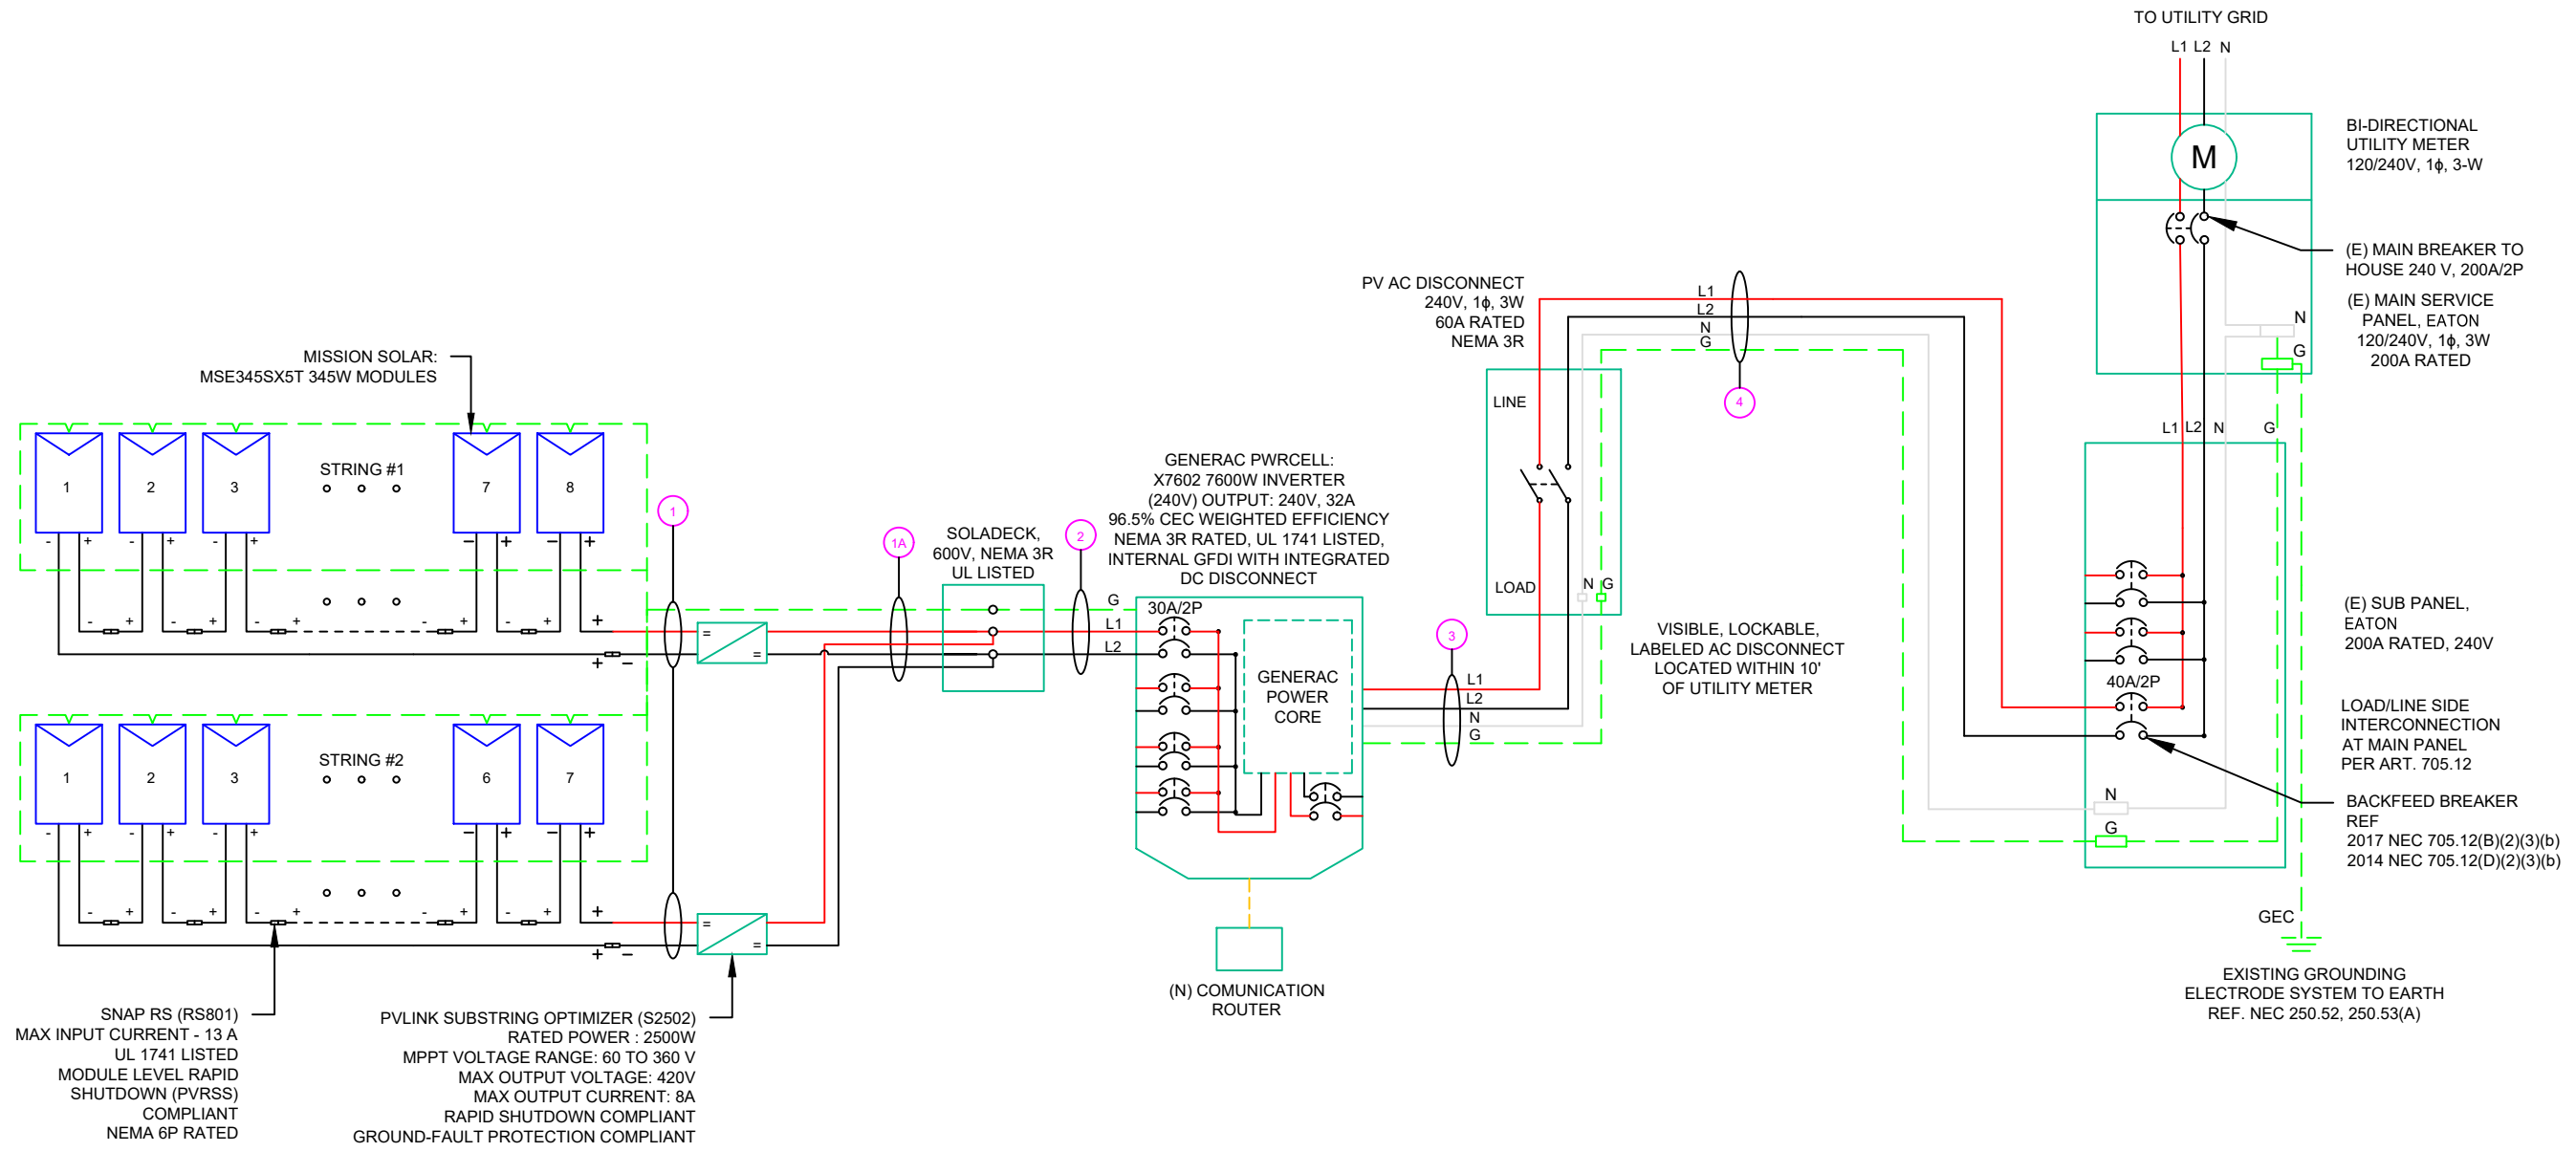 TO UTILITY GRID
L1 L2 N
M
BI-DIRECTIONAL
UTILITY METER
120/240V, 1ϕ, 3-W
(E) MAIN BREAKER TO
HOUSE 240 V, 200A/2P
(E) MAIN SERVICE
PANEL, EATON
120/240V, 1ϕ, 3W
200A RATED
N
G
L1 L2 N G
PV AC DISCONNECT
240V, 1ϕ, 3W
60A RATED
NEMA 3R
L1
L2
N
G
4
LINE
LOAD
N G
VISIBLE, LOCKABLE,
LABELED AC DISCONNECT
LOCATED WITHIN 10'
OF UTILITY METER
MISSION SOLAR:
MSE345SX5T 345W MODULES
STRING #1
1 2 3 7 8
- + - + - + - + - +
- + - + - + - + - + +
+ -
1
1A
SOLADECK,
600V, NEMA 3R
UL LISTED
2
GENERAC PWRCELL:
X7602 7600W INVERTER
(240V) OUTPUT: 240V, 32A
96.5% CEC WEIGHTED EFFICIENCY
NEMA 3R RATED, UL 1741 LISTED,
INTERNAL GFDI WITH INTEGRATED
DC DISCONNECT
G
L1
L2
30A/2P
GENERAC
POWER
CORE
3
L1
L2
N
G
= =
STRING #2
1 2 3 6 7
- + - + - + - + - +
- + - + - + - + - + +
+ -
= =
(E) SUB PANEL,
EATON
200A RATED, 240V
40A/2P
LOAD/LINE SIDE
INTERCONNECTION
AT MAIN PANEL
PER ART. 705.12
N
G
BACKFEED BREAKER
REF
2017 NEC 705.12(B)(2)(3)(b)
2014 NEC 705.12(D)(2)(3)(b)
GEC
EXISTING GROUNDING
ELECTRODE SYSTEM TO EARTH
REF. NEC 250.52, 250.53(A)
(N) COMUNICATION
ROUTER
SNAP RS (RS801)
MAX INPUT CURRENT - 13 A
UL 1741 LISTED
MODULE LEVEL RAPID
SHUTDOWN (PVRSS)
COMPLIANT
NEMA 6P RATED
PVLINK SUBSTRING OPTIMIZER (S2502)
RATED POWER : 2500W
MPPT VOLTAGE RANGE: 60 TO 360 V
MAX OUTPUT VOLTAGE: 420V
MAX OUTPUT CURRENT: 8A
RAPID SHUTDOWN COMPLIANT
GROUND-FAULT PROTECTION COMPLIANT